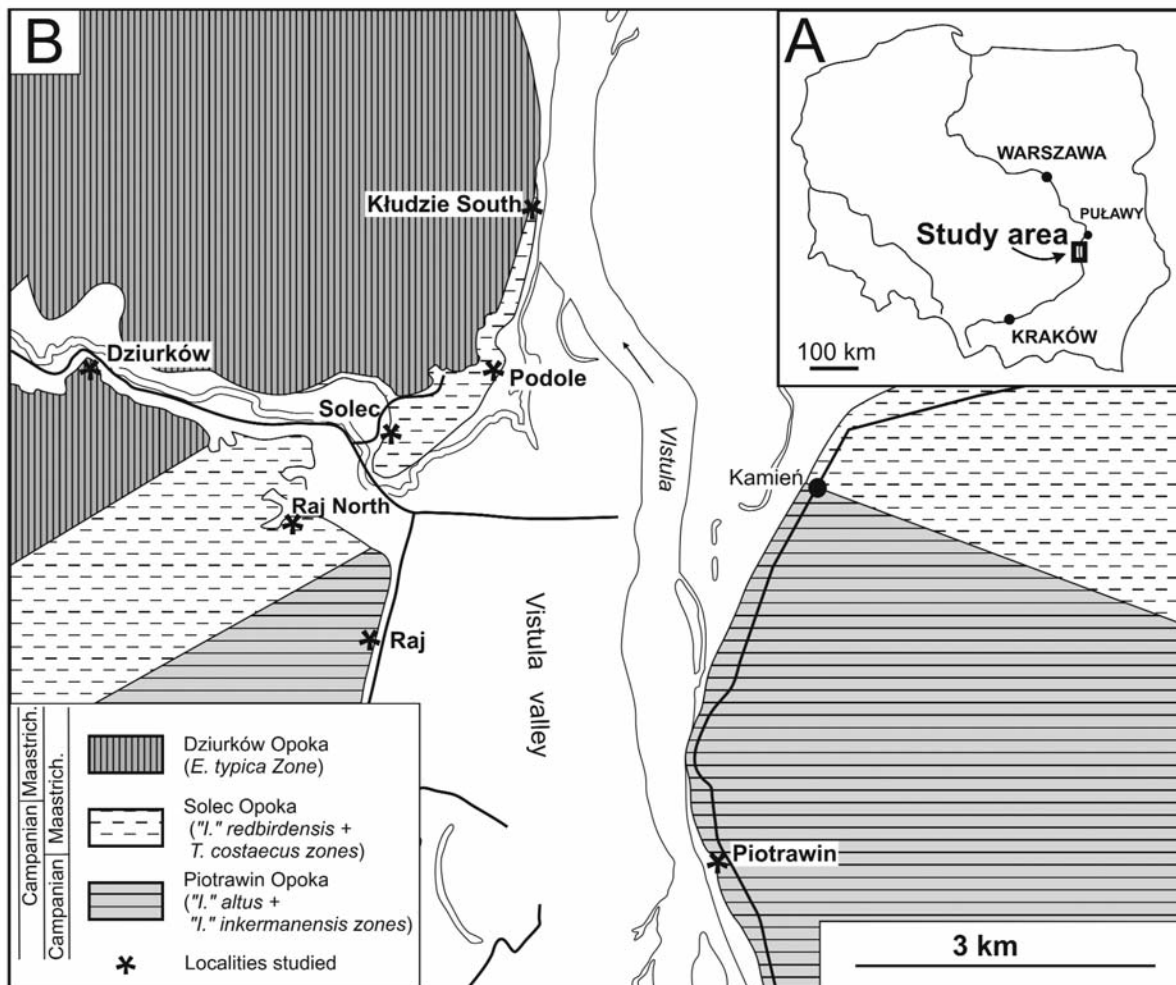 B
A
WARSZAWA
PUŁAWY
Study area
KRAKÓW
100 km
Kłudzie South
Dziurków
Podole
Solec
Raj North
Raj
VIstula
Kamień
Vistula valley
Piotrawin
Campanian
Maastrich.
Campanian
Maastrich.
Dziurków Opoka
(E. typica Zone)
Solec Opoka
("I." redbirdensis +
T. costaecus zones)
Piotrawin Opoka
("I." altus +
"I." inkermanensis zones)
Localities studied
3 km